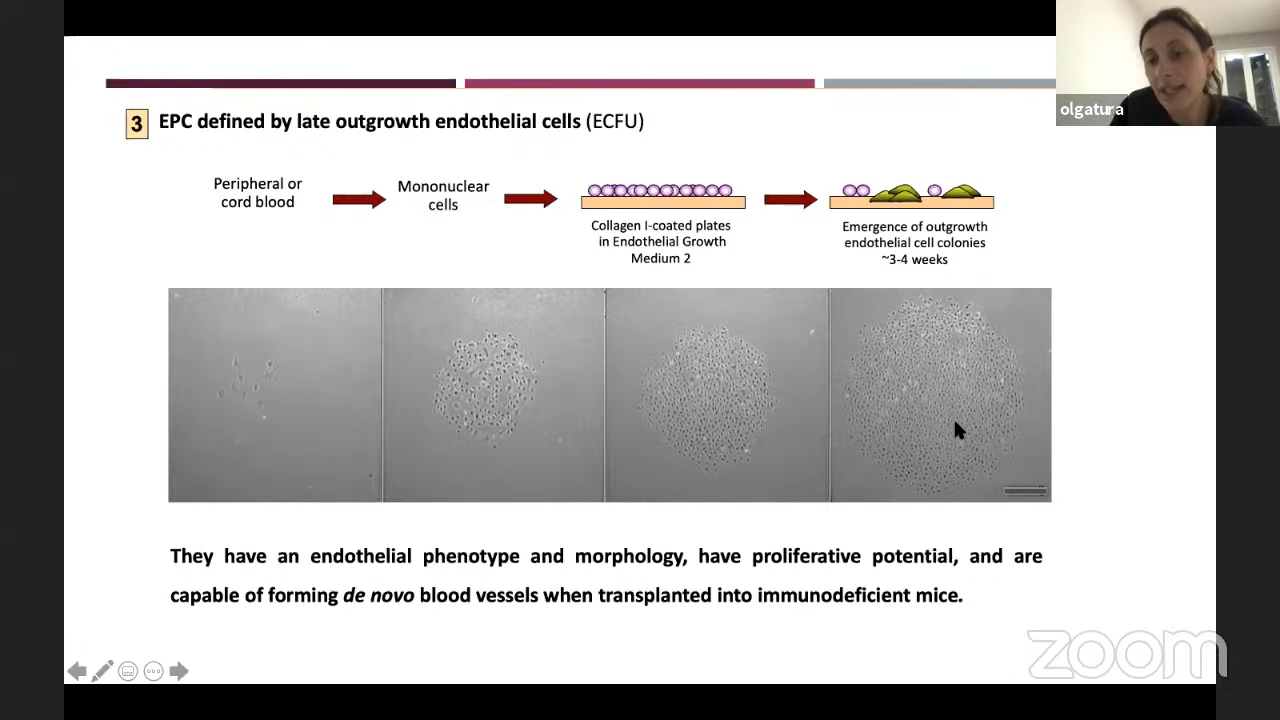 olgatura
3 EPC defined by late outgrowth endothelial cells (ECFU)
Peripheral or
cord blood
Mononuclear
cells
Collagen I-coated plates
in Endothelial Growth
Medium 2
Emergence of outgrowth
endothelial cell colonies
~3-4 weeks
They have an endothelial phenotype and morphology, have proliferative potential, and are
capable of forming de novo blood vessels when transplanted into immunodeficient mice.
zoom